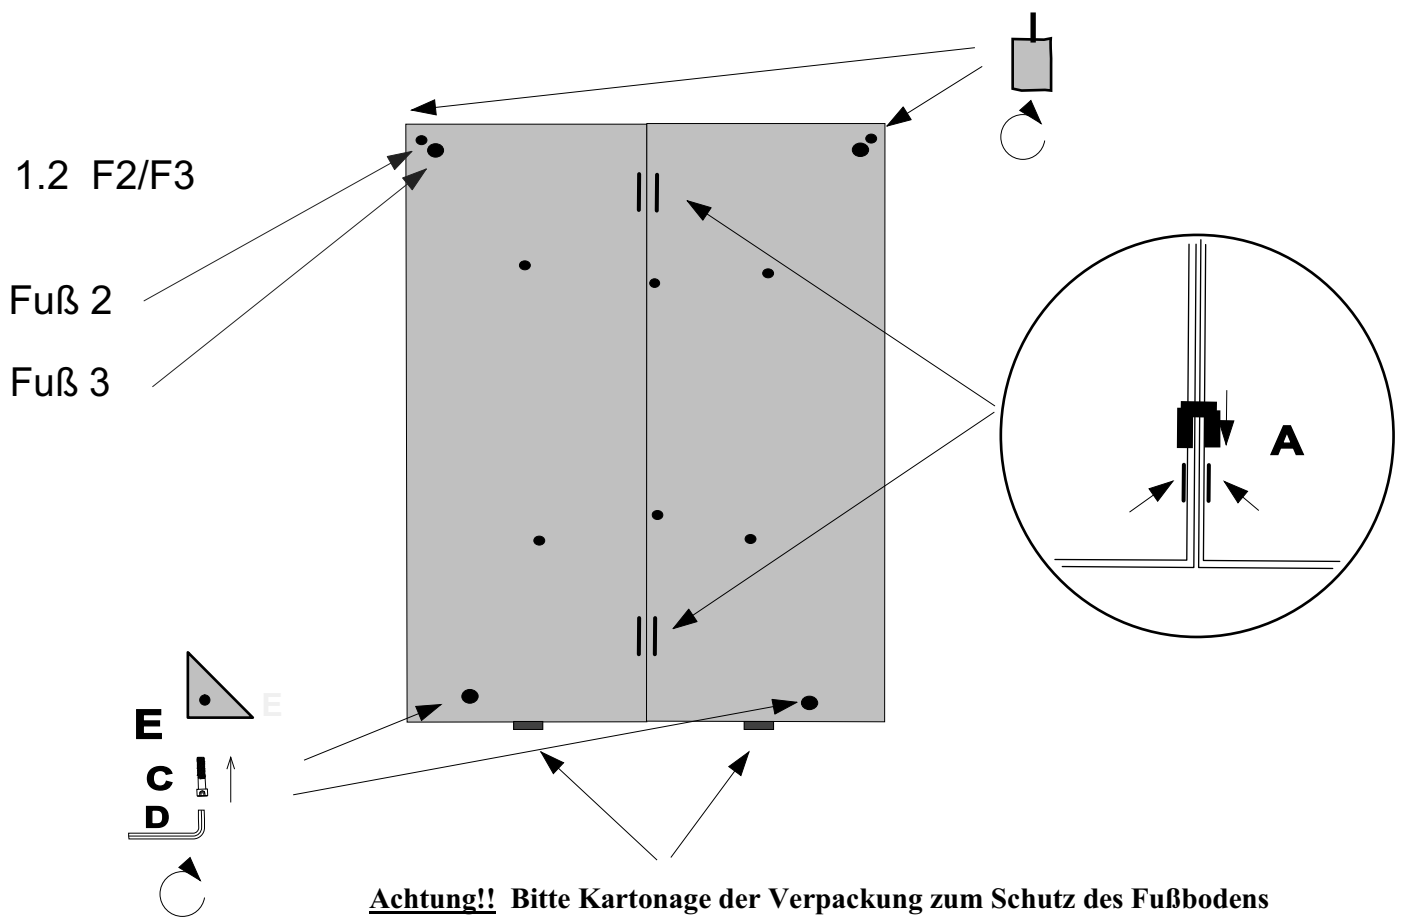 1.2 F2/F3
Fuß 2
Fuß 3
A
E
E
C
D
Achtung!! Bitte Kartonage der Verpackung zum Schutz des Fußbodens